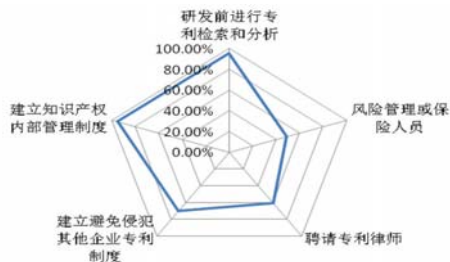 研发前进行专
利检索和分析
100.00%
80.00%
60.00%
40.00%
20.00%
0.00%
风险管理或保
险人员
聘请专利律师
建立避免侵犯
其他企业专利
制度
建立知识产权
内部管理制度